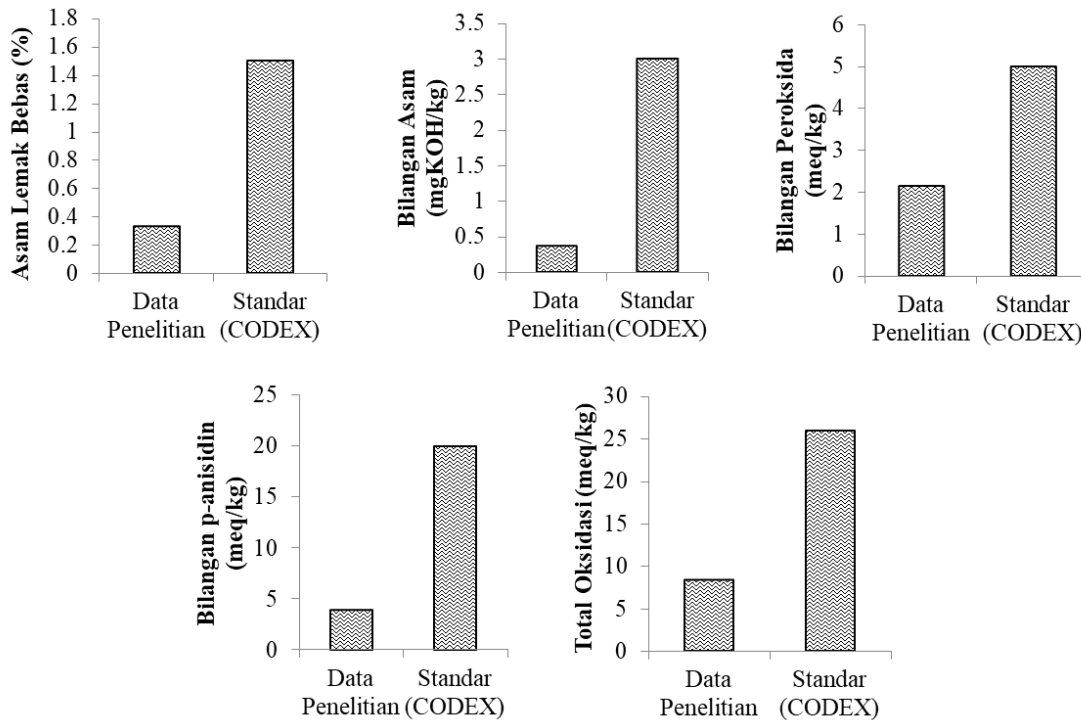 Asam Lemak Bebas (%)
1.8
1.6
1.4
1.2
1
0.8
0.6
0.4
0.2
0
Data
Penelitian
Standar
(CODEX)
Bilangan Asam
(mgKOH/kg)
3.5
3
2.5
2
1.5
1
0.5
0
Data
Penelitian
Standar
(CODEX)
Bilangan Peroksida
(meq/kg)
6
5
4
3
2
1
0
Data
Penelitian
Standar
(CODEX)
Bilangan p-anisidin
(meq/kg)
25
20
15
10
5
0
Data
Penelitian
Standar
(CODEX)
Total Oksidasi (meq/kg)
30
25
20
15
10
5
0
Data
Penelitian
Standar
(CODEX)